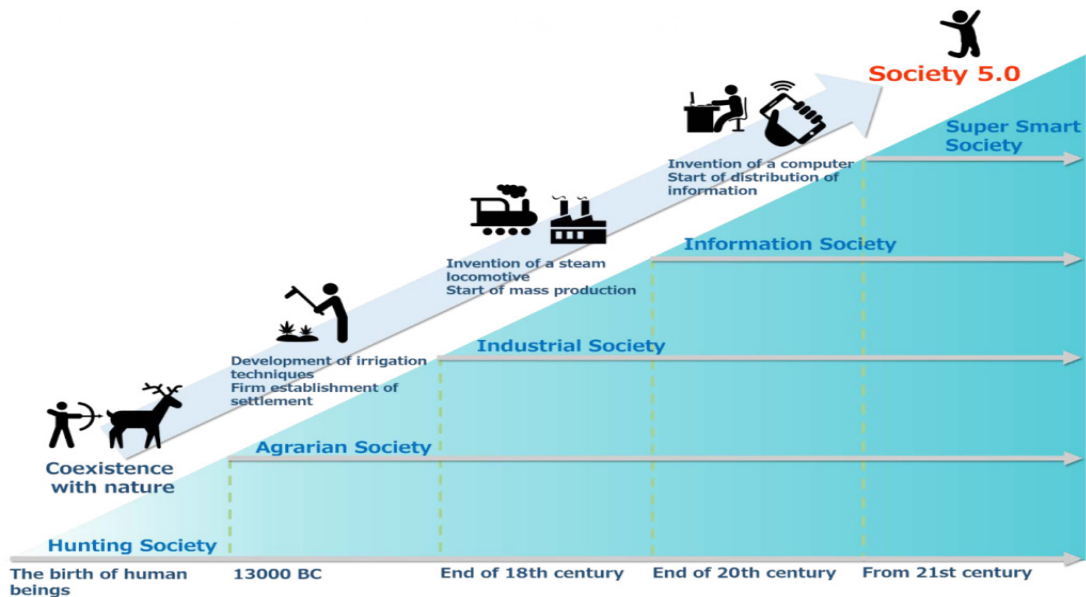 Society 5.0
Super Smart
Society
Invention of a computer
Start of distribution of
information
Information Society
Invention of a steam
locomotive
Start of mass production
Industrial Society
Development of irrigation
techniques
Firm establishment of
settlement
Agrarian Society
Coexistence
with nature
Hunting Society
The birth of human
beings
13000 BC
End of 18th century
End of 20th century
From 21st century